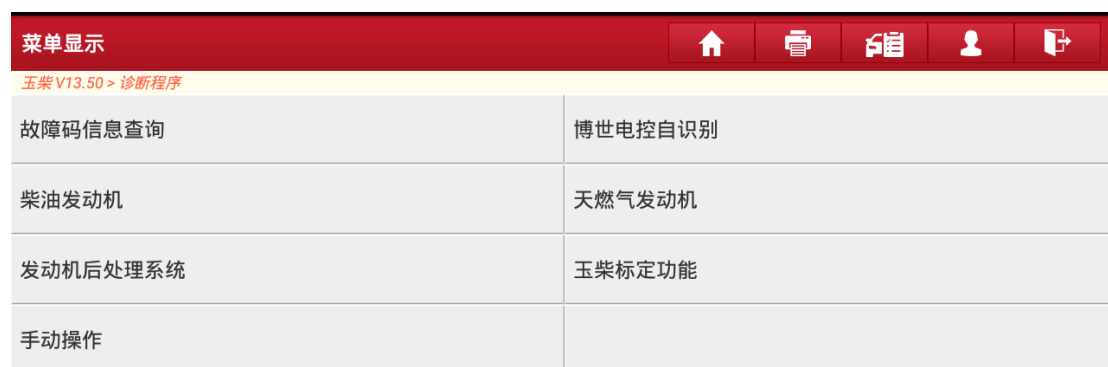 菜单显示
玉柴 V13.50 > 诊断程序
故障码信息查询
博世电控自识别
柴油发动机
天燃气发动机
发动机后处理系统
玉柴标定功能
手动操作